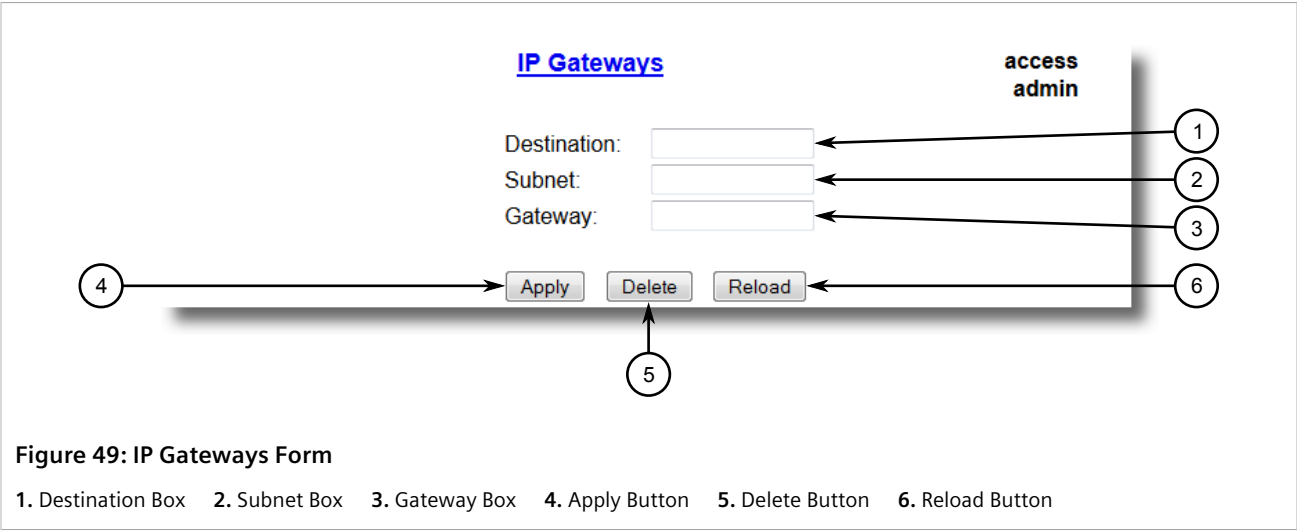 IP Gateways
access
admin
Destination:
1
Subnet:
2
Gateway:
3
4
Apply Delete Reload
6
5
Figure 49: IP Gateways Form
1. Destination Box 2. Subnet Box 3. Gateway Box 4. Apply Button 5. Delete Button 6. Reload Button